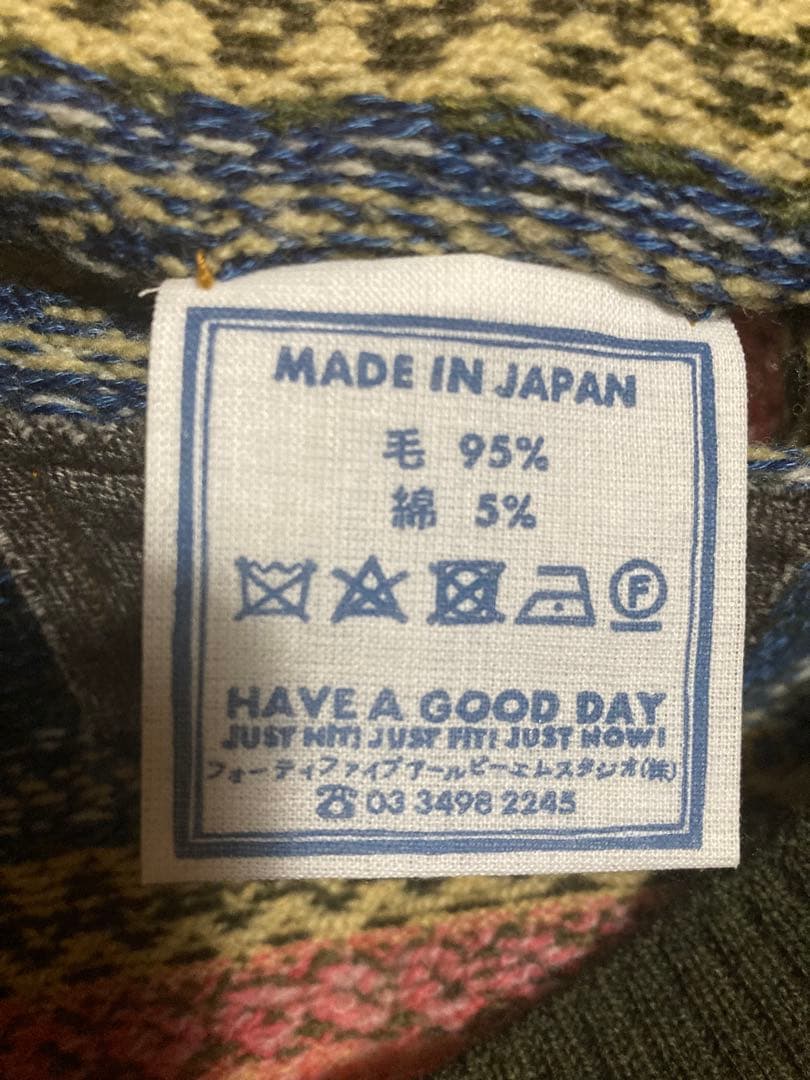 MADE IN JAPAN
毛 95%
綿 5%
F
HAVE A GOOD DAY
JUST HIT! JUST FIT! JUST NOW!
フォーティファイブアールピーエムスタジオ(株)
☎ 03 3498 2245